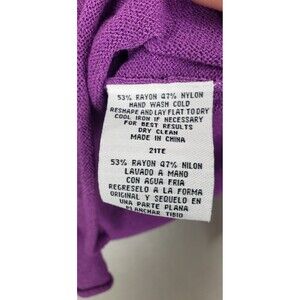 53% RAYON 47% NYLON
HAND WASH COLD
RESHAPE AND LAY FLAT TO DRY
COOL IRON IF NECESSARY
FOR BEST RESULTS
DRY CLEAN
MADE IN CHINA
21TE
53% RAYON 47% NILON
LAVADO A MANO
CON AGUA FRIA
REGRESELO A LA FORMA
ORIGINAL Y SEQUELO EN
UNA PARTE PLANA
PLANCHAR TIBIO